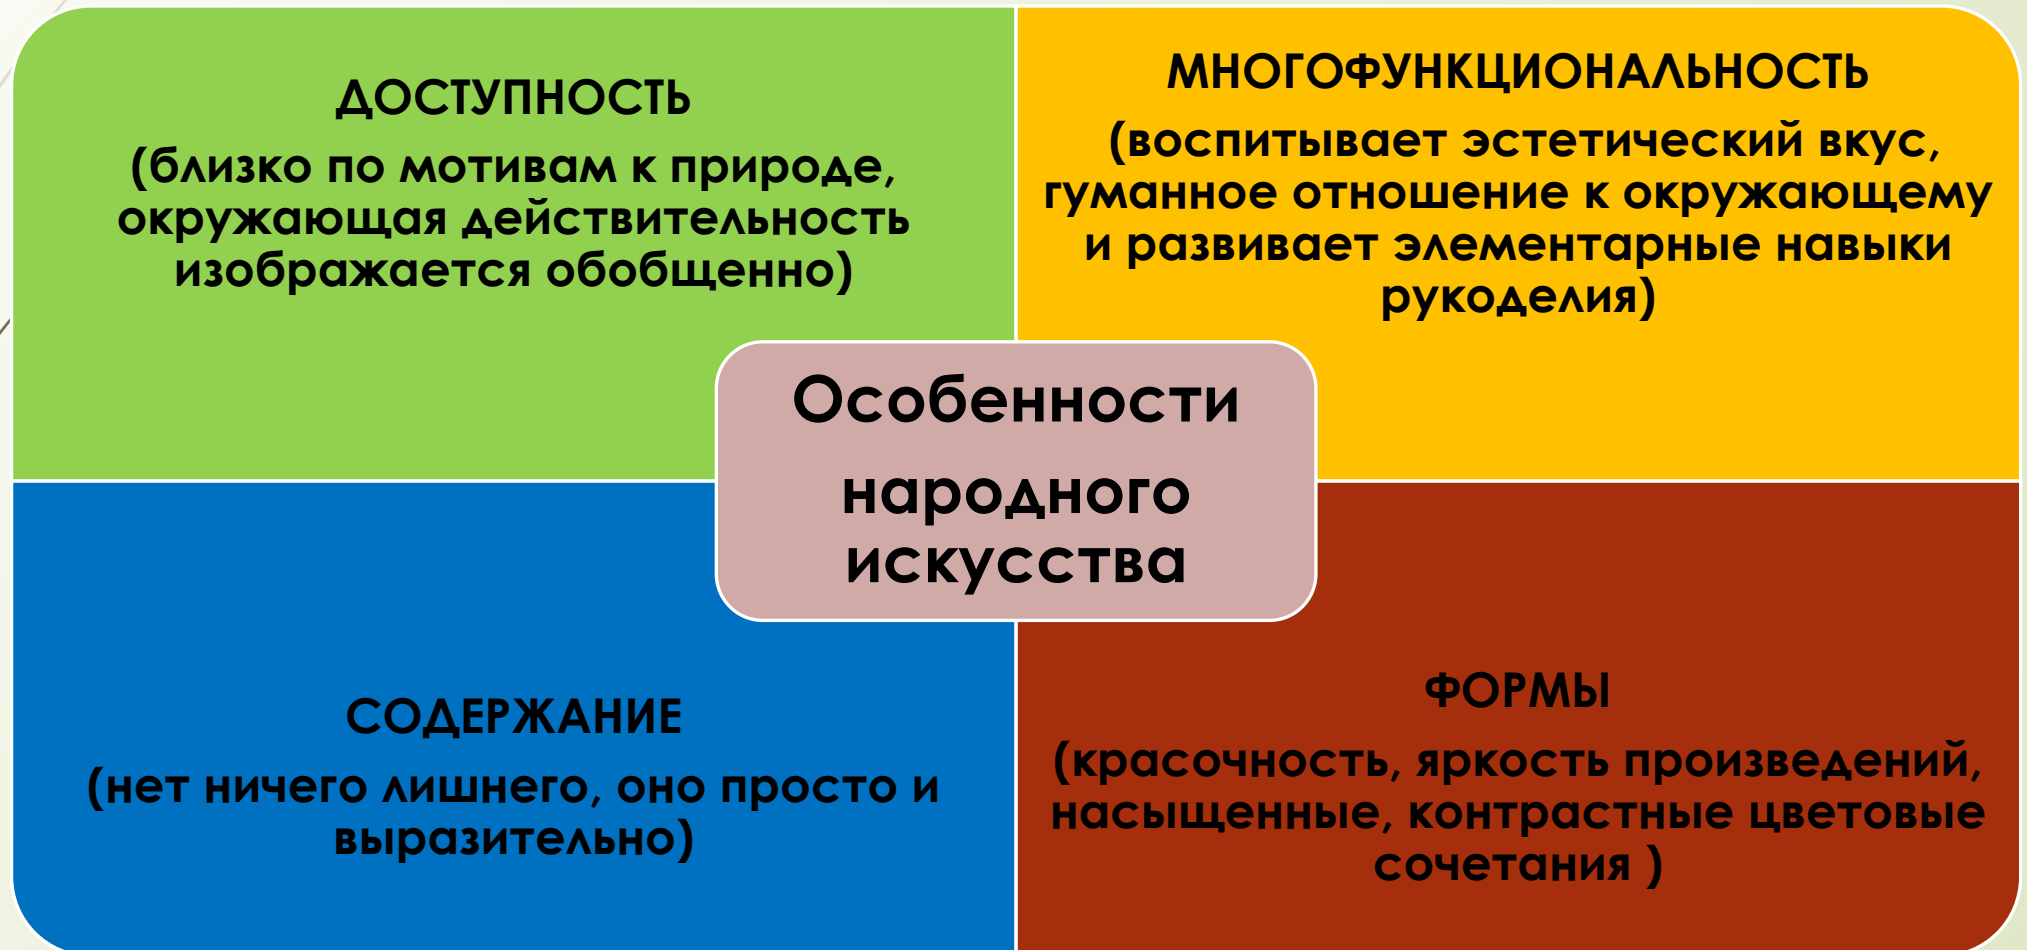 ДОСТУПНОСТЬ
(близко по мотивам к природе,
окружающая действительность
изображается обобщенно)
МНОГОФУНКЦИОНАЛЬНОСТЬ
(воспитывает эстетический вкус,
гуманное отношение к окружающему
и развивает элементарные навыки
рукоделия)
Особенности
народного
искусства
СОДЕРЖАНИЕ
(нет ничего лишнего, оно просто и
выразительно)
ФОРМЫ
(красочность, яркость произведений,
насыщенные, контрастные цветовые
сочетания )